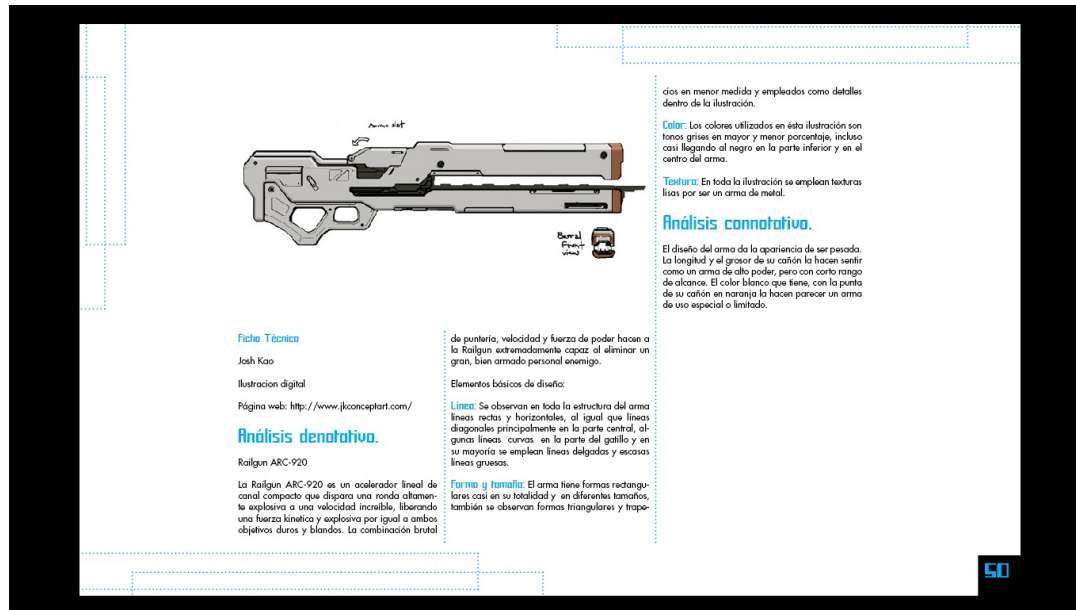 Ammo slot
Barral
Front
view
Ficha Técnica
Josh Kao
Ilustracion digital
Página web: http://www.jkconceptart.com/
Análisis denotativo.
Railgun ARC-920
La Railgun ARC-920 es un acelerador lineal de
canal compacto que dispara una ronda altamen-
te explosiva a una velocidad increíble, liberando
una fuerza kinetica y explosiva por igual a ambos
objetivos duros y blandos. La combinación brutal
de puntería, velocidad y fuerza de poder hacen a
la Railgun extremadamente capaz al eliminar un
gran, bien armado personal enemigo.
Elementos básicos de diseño:
Línea: Se observan en toda la estructura del arma
líneas rectas y horizontales, al igual que líneas
diagonales principalmente en la parte central, al-
gunas líneas curvas en la parte del gatillo y en
su mayoría se emplean líneas delgadas y escasas
líneas gruesas.
Forma y tamaño: El arma tiene formas rectangu-
lares casi en su totalidad y en diferentes tamaños,
también se observan formas triangulares y trape-
cios en menor medida y empleados como detalles
dentro de la ilustración.
Color: Los colores utilizados en ésta ilustración son
tonos grises en mayor y menor porcentaje, incluso
casi llegando al negro en la parte inferior y en el
centro del arma.
Textura: En toda la ilustración se emplean texturas
lisas por ser un arma de metal.
Análisis connotativo.
El diseño del arma da la apariencia de ser pesada.
La longitud y el grosor de su cañón la hacen sentir
como un arma de alto poder, pero con corto rango
de alcance. El color blanco que tiene, con la punta
de su cañón en naranja la hacen parecer un arma
de uso especial o limitado.
50